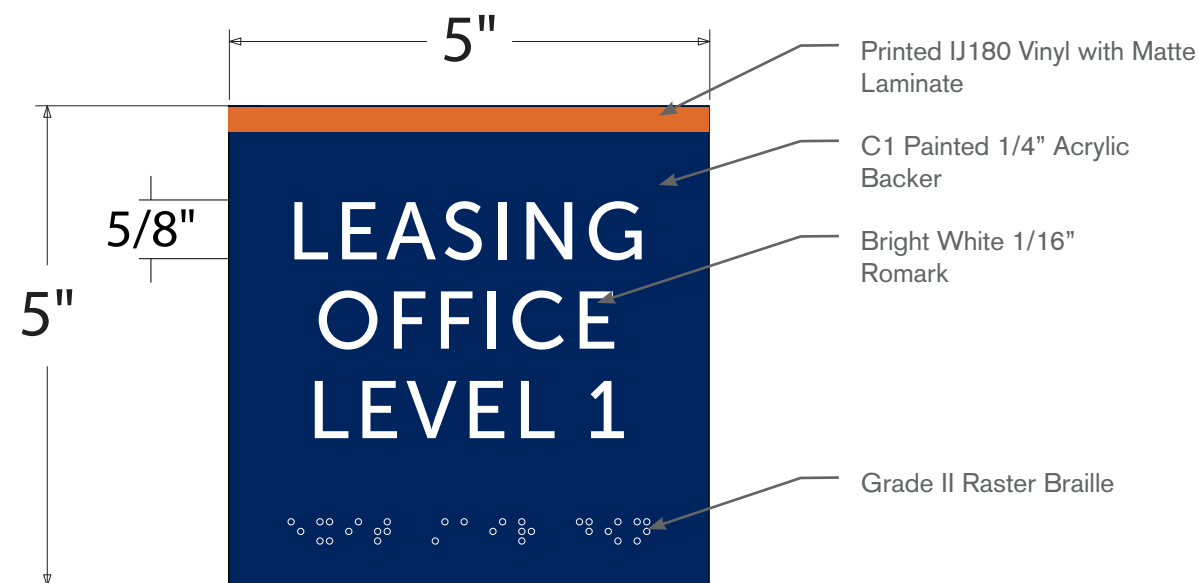 5"
Printed IJ180 Vinyl with Matte
Laminate
C1 Painted 1/4” Acrylic
Backer
5/8"
LEASING
Bright White 1/16”
Romark
5"
OFFICE
LEVEL 1
Grade II Raster Braille